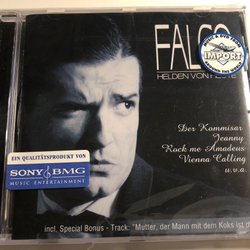 FALCO
HELDEN VON HEUTE
IMPORT
Der Kommissar
Jeanny
Rock me Amadeus
Vienna Calling
u.v.a.
EIN QUALITÄTSPRODUKT VON
SONY BMG
MUSIC ENTERTAINMENT
incl. Special Bonus - Track: "Mutter, der Mann mit dem Koks ist